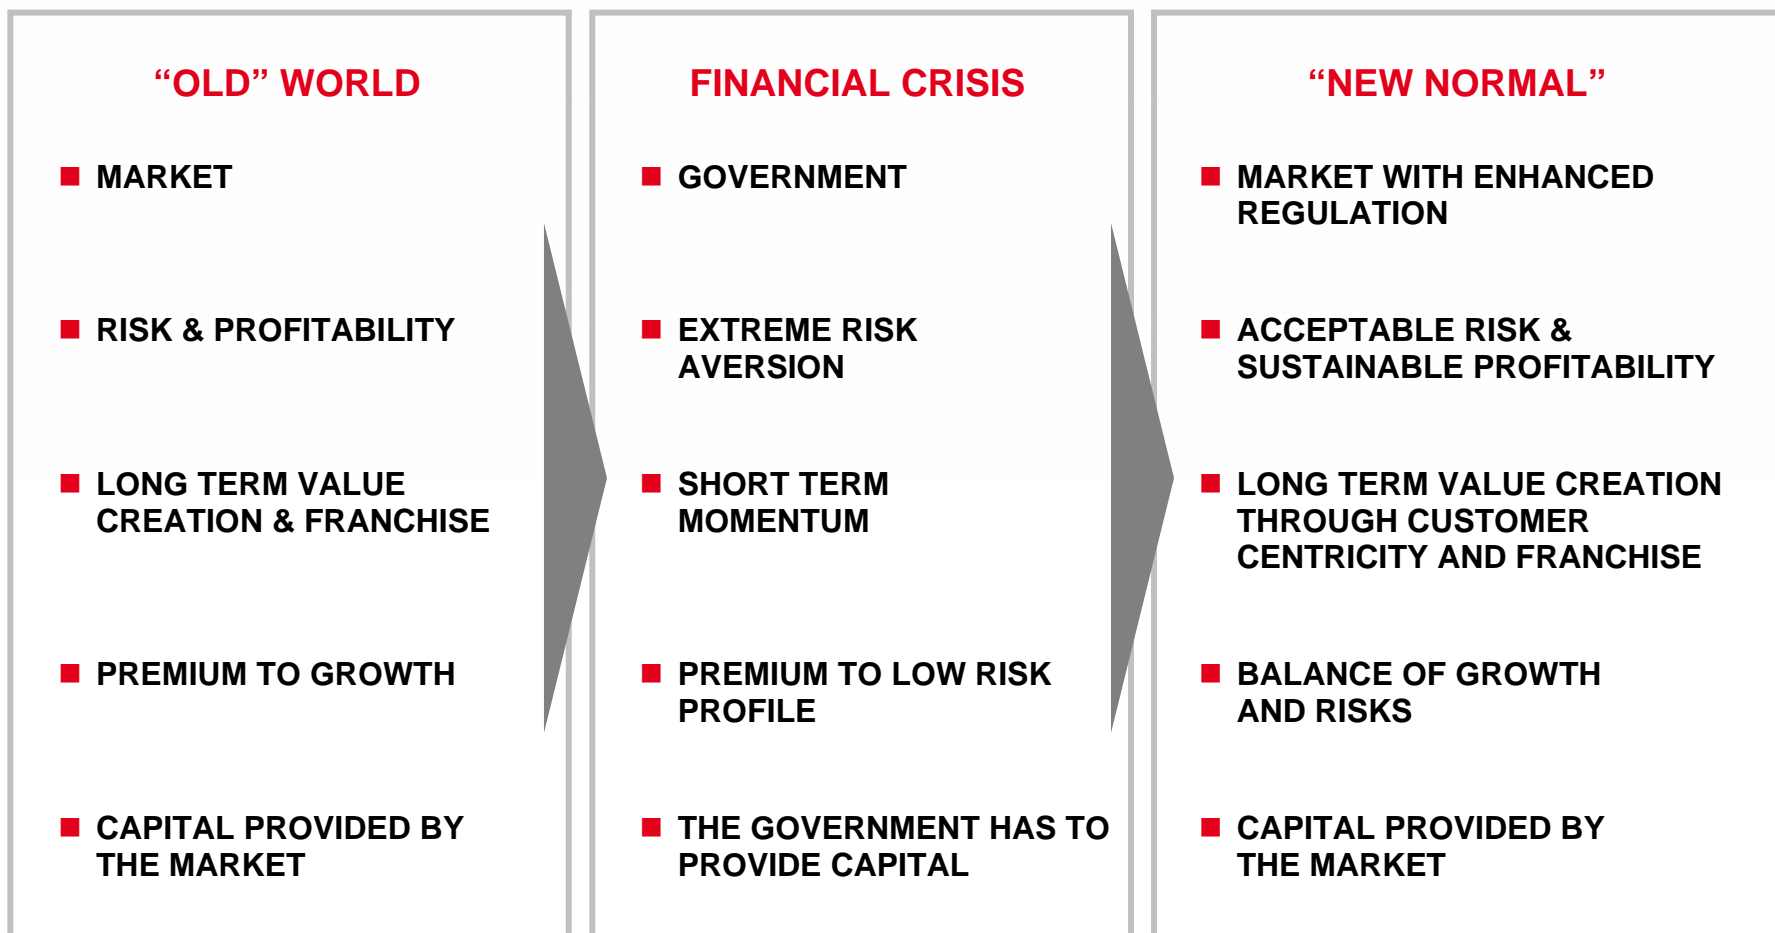 “OLD” WORLD
MARKET
RISK & PROFITABILITY
LONG TERM VALUE
CREATION & FRANCHISE
PREMIUM TO GROWTH
CAPITAL PROVIDED BY
THE MARKET
FINANCIAL CRISIS
GOVERNMENT
EXTREME RISK
AVERSION
SHORT TERM
MOMENTUM
PREMIUM TO LOW RISK
PROFILE
THE GOVERNMENT HAS TO
PROVIDE CAPITAL
“NEW NORMAL”
MARKET WITH ENHANCED
REGULATION
ACCEPTABLE RISK &
SUSTAINABLE PROFITABILITY
LONG TERM VALUE CREATION
THROUGH CUSTOMER
CENTRICITY AND FRANCHISE
BALANCE OF GROWTH
AND RISKS
CAPITAL PROVIDED BY
THE MARKET